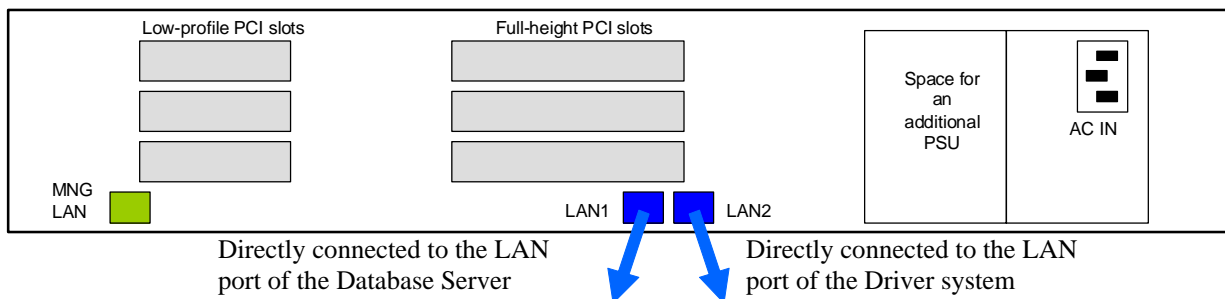 Low-profile PCI slots
Full-height PCI slots
Space for
an
additional
PSU
AC IN
MNG
LAN
LAN1
LAN2
Directly connected to the LAN
port of the Database Server
Directly connected to the LAN
port of the Driver system